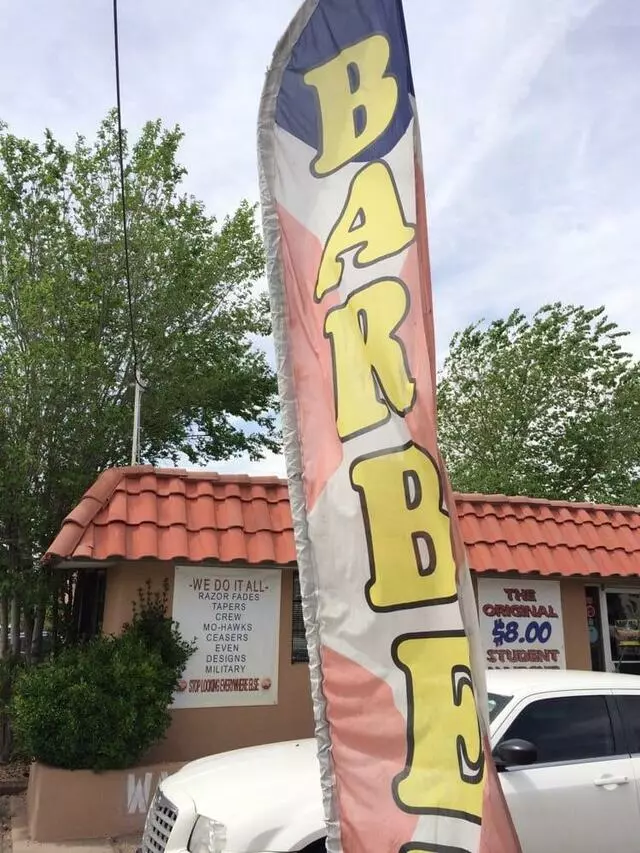 BARBE
-WE DO IT ALL-
RAZOR FADES
TAPERS
CREW
MO-HAWKS
CEASERS
EVEN
DESIGNS
MILITARY
STOP LOOKING EVERYWHERE ELSE
THE
ORIGINAL
$8.00
STUDENT
W